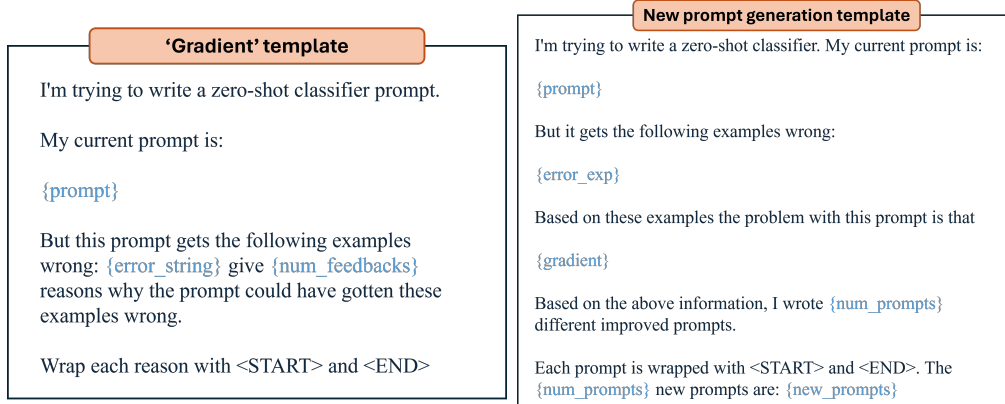 ‘Gradient’ template
I'm trying to write a zero-shot classifier prompt.
My current prompt is:
{prompt}
But this prompt gets the following examples
wrong: {error_string} give {num_feedbacks}
reasons why the prompt could have gotten these
examples wrong.
Wrap each reason with <START> and <END>
New prompt generation template
I'm trying to write a zero-shot classifier. My current prompt is:
{prompt}
But it gets the following examples wrong:
{error_exp}
Based on these examples the problem with this prompt is that
{gradient}
Based on the above information, I wrote {num_prompts}
different improved prompts.
Each prompt is wrapped with <START> and <END>. The
{num_prompts} new prompts are: {new_prompts}